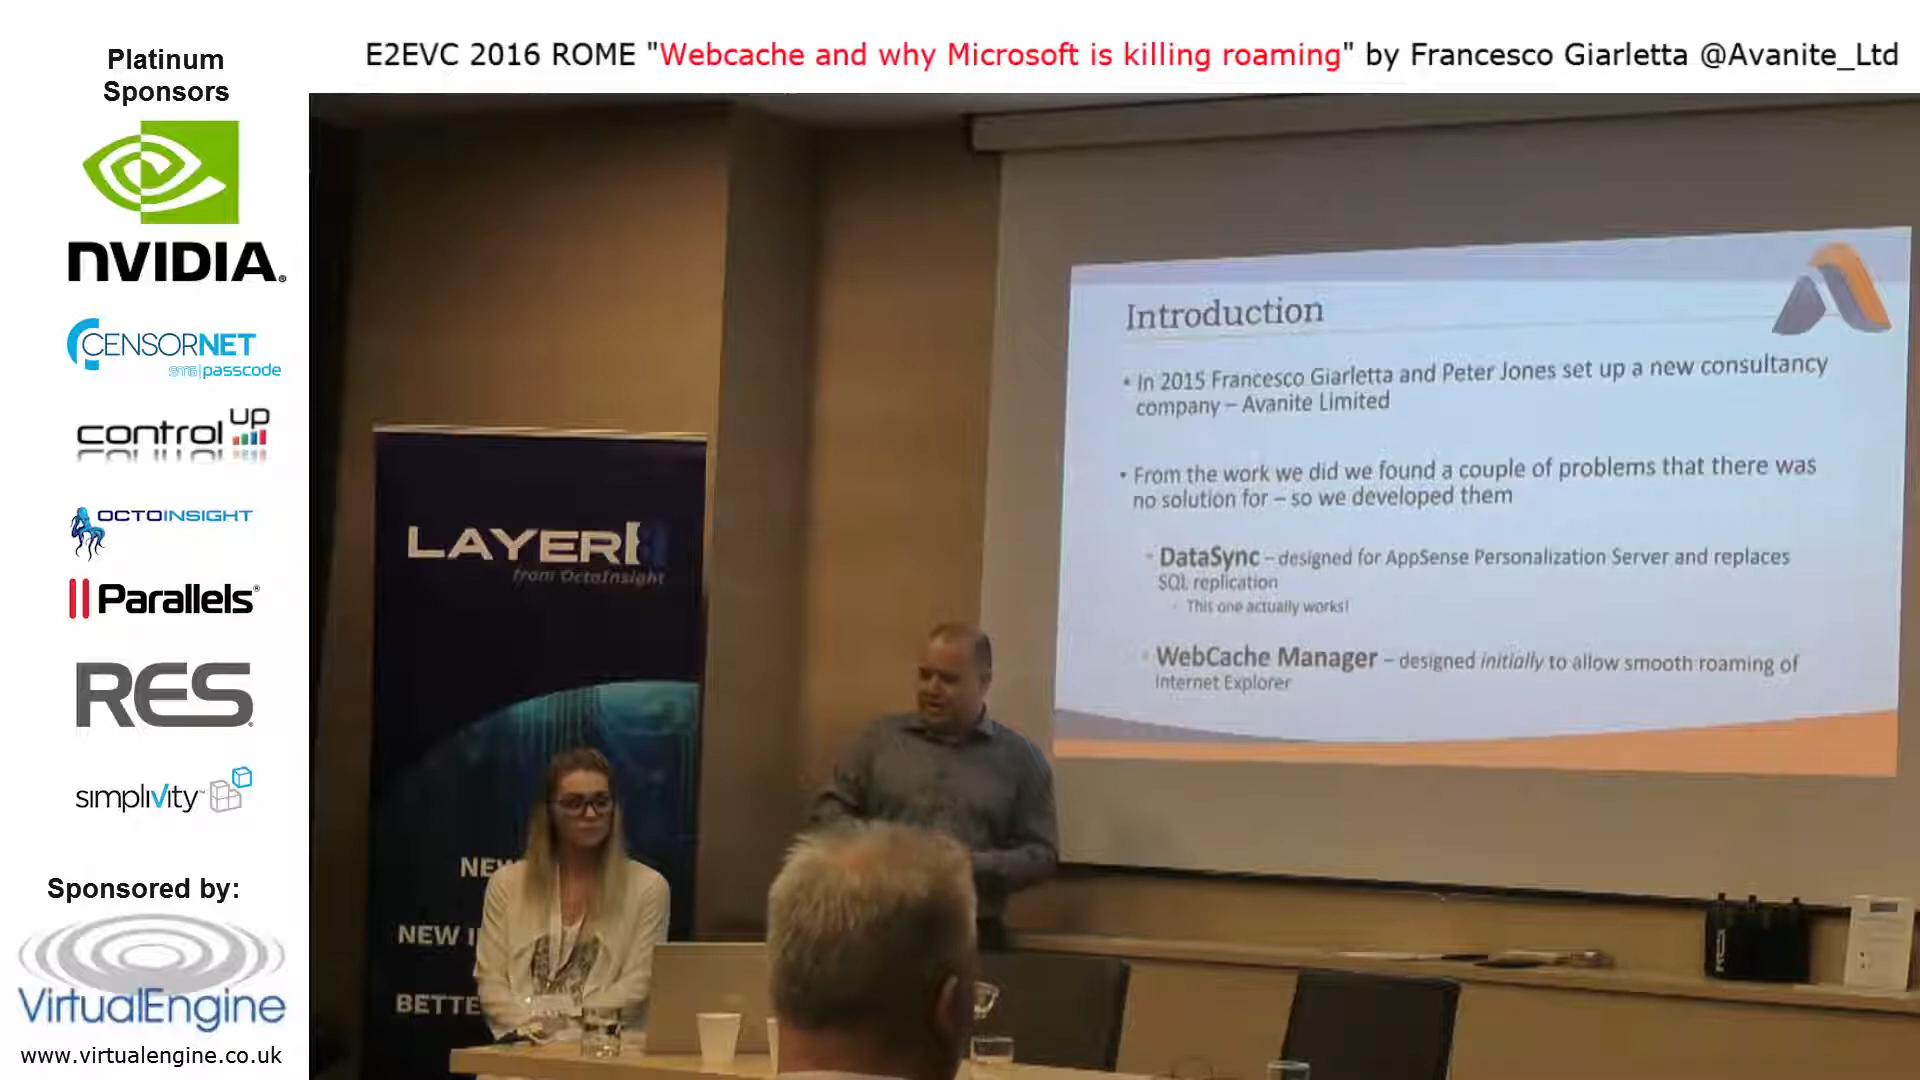 Platinum
Sponsors
E2EVC 2016 ROME "Webcache and why Microsoft is killing roaming" by Francesco Giarletta @Avanite_Ltd
NVIDIA®
CENSORNET
passcode
control up
OCTOINSIGHT
Parallels®
RES
simplivity
Sponsored by:
VirtualEngine
www.virtualengine.co.uk
LAYER
from OctoInsight
NEW
NEW I
BETTE
Introduction
• In 2015 Francesco Giarletta and Peter Jones set up a new consultancy
company – Avanite Limited
• From the work we did we found a couple of problems that there was
no solution for – so we developed them
• DataSync – designed for AppSense Personalization Server and replaces
SQL replication
• This one actually works!
• WebCache Manager – designed initially to allow smooth roaming of
Internet Explorer